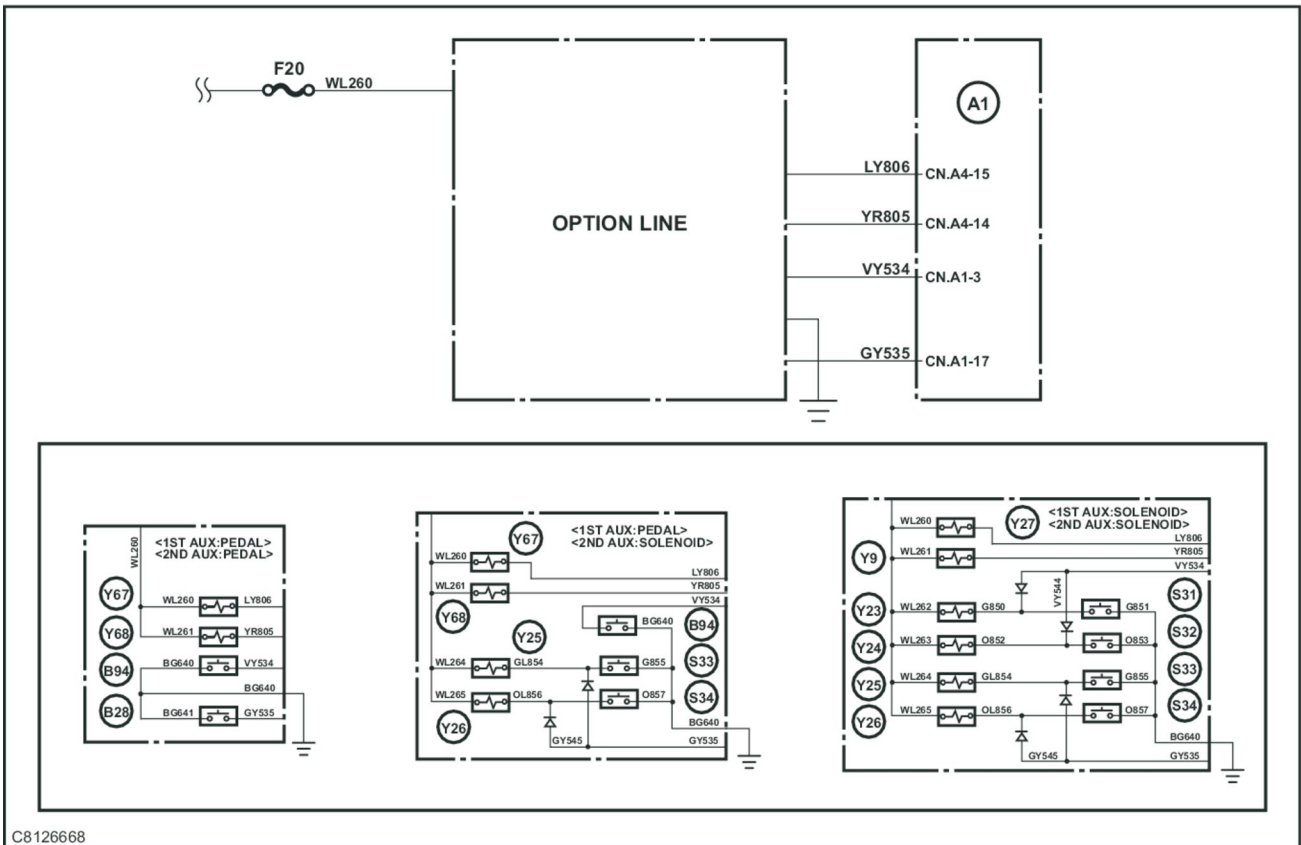 F20
WL260
A1
OPTION LINE
LY806 CN.A4-15
YR805 CN.A4-14
VY534 CN.A1-3
GY535 CN.A1-17
<1ST AUX:PEDAL>
<2ND AUX:PEDAL>
WL260
Y67 WL260 LY806
Y68 WL261 YR805
B94 BG640 VY534
BG640
B28 BG641 GY535
<1ST AUX:PEDAL>
<2ND AUX:SOLENOID>
Y67
WL260 LY806
WL261 YR805
VY534
Y68 BG640 B94
Y25
WL264 GL854 G855 S33
WL265 OL856 O857 S34
Y26 BG640
GY545 GY535
<1ST AUX:SOLENOID>
<2ND AUX:SOLENOID>
WL260 Y27 LY806
Y9 WL261 YR805
VY534
VY544
Y23 WL262 G850 G851 S31
Y24 WL263 O852 O853 S32
Y25 WL264 GL854 G855 S33
Y26 WL265 OL856 O857 S34
BG640
GY545 GY535
C8126668